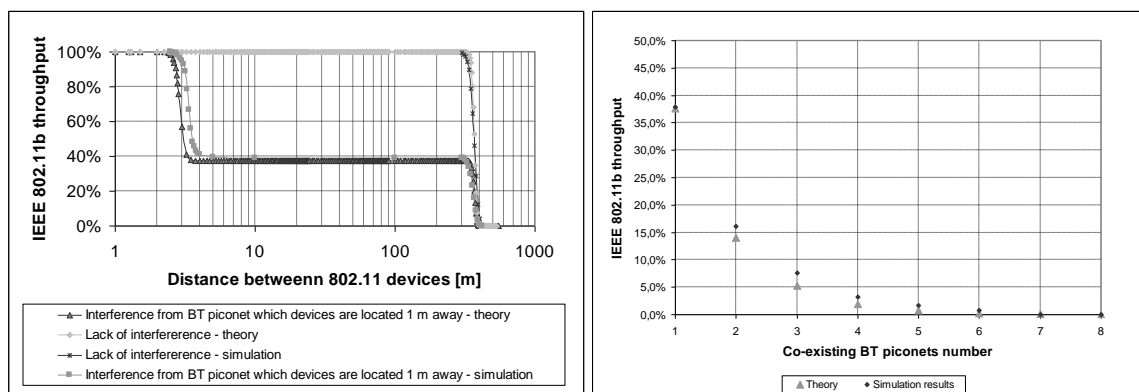 IEEE 802.11b throughput
100%
80%
60%
40%
20%
0%
1
10
100
1000
Distance betweenn 802.11 devices [m]
Interference from BT piconet which devices are located 1 m away - theory
Lack of interfererence - theory
Lack of interfererence - simulation
Interference from BT piconet which devices are located 1 m away - simulation
IEEE 802.11b throughput
50,0%
45,0%
40,0%
35,0%
30,0%
25,0%
20,0%
15,0%
10,0%
5,0%
0,0%
1
2
3
4
5
6
7
8
Co-existing BT piconets number
Theory
Simulation results